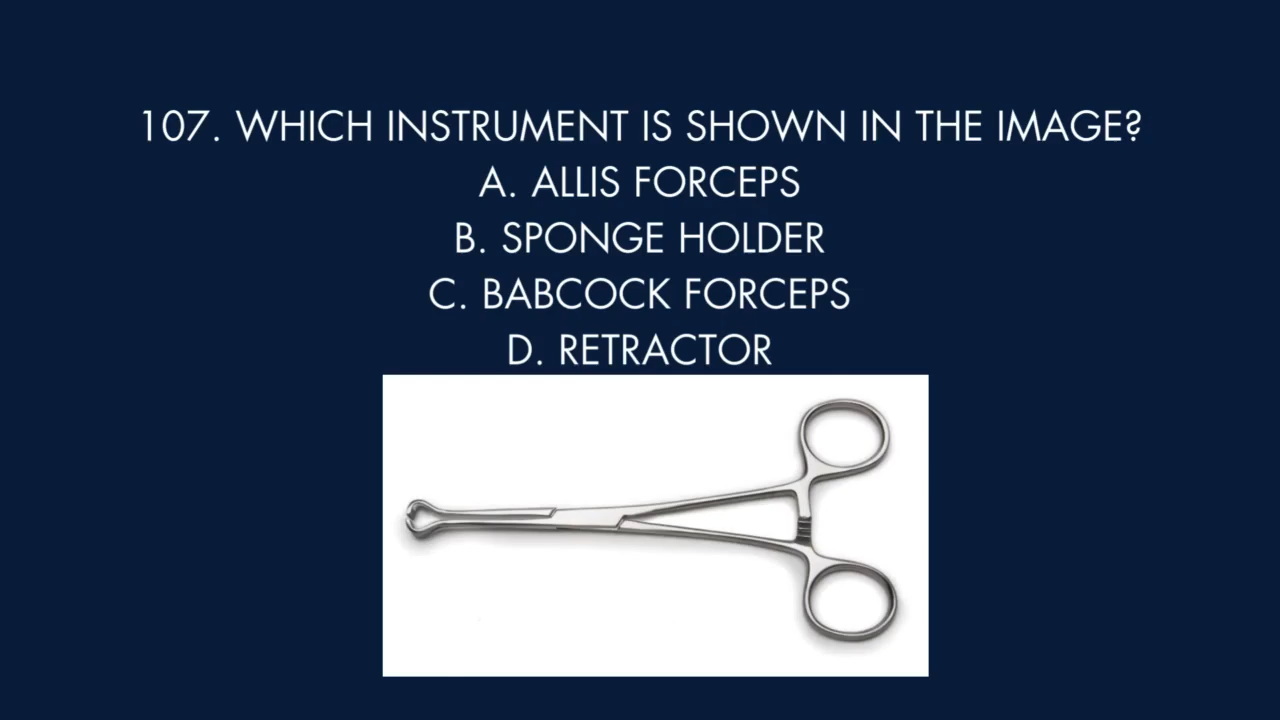 107. WHICH INSTRUMENT IS SHOWN IN THE IMAGE?
A. ALLIS FORCEPS
B. SPONGE HOLDER
C. BABCOCK FORCEPS
D. RETRACTOR